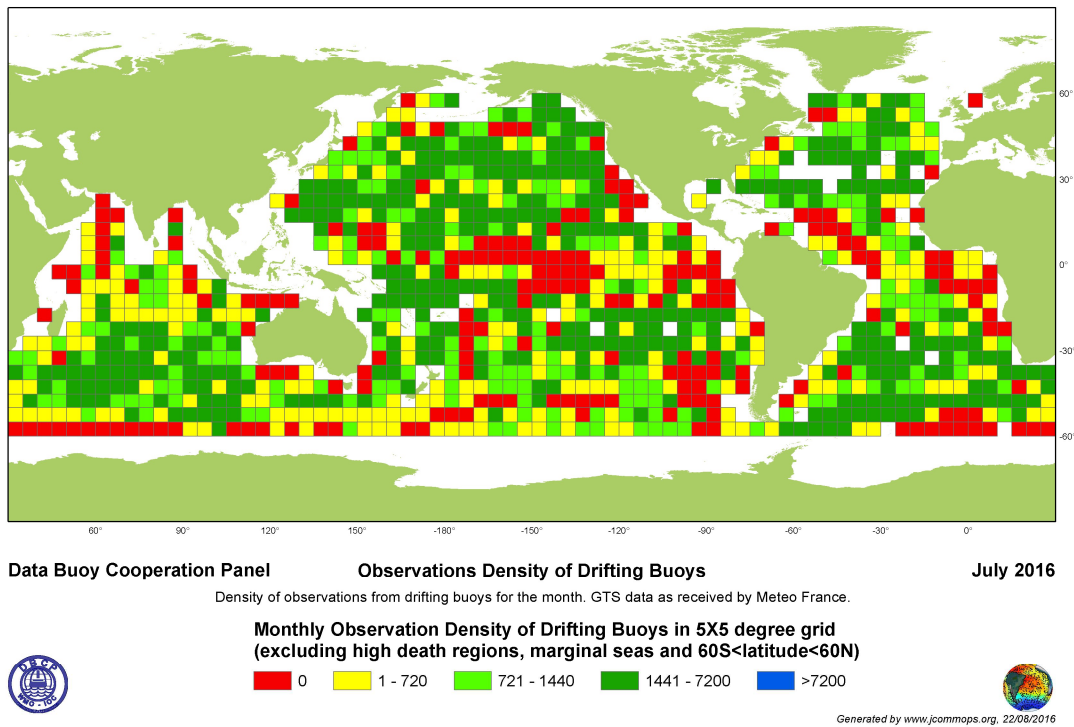 60°
30°
0°
-30°
-60°
60° 90° 120° 150° -180° -150° -120° -90° -60° -30° 0°
Data Buoy Cooperation Panel Observations Density of Drifting Buoys July 2016
Density of observations from drifting buoys for the month. GTS data as received by Meteo France.
Monthly Observation Density of Drifting Buoys in 5X5 degree grid
(excluding high death regions, marginal seas and 60S<latitude<60N)
0 1 - 720 721 - 1440 1441 - 7200 >7200
DBCP
WMO - IOC
Generated by www.jcommops.org, 22/08/2016